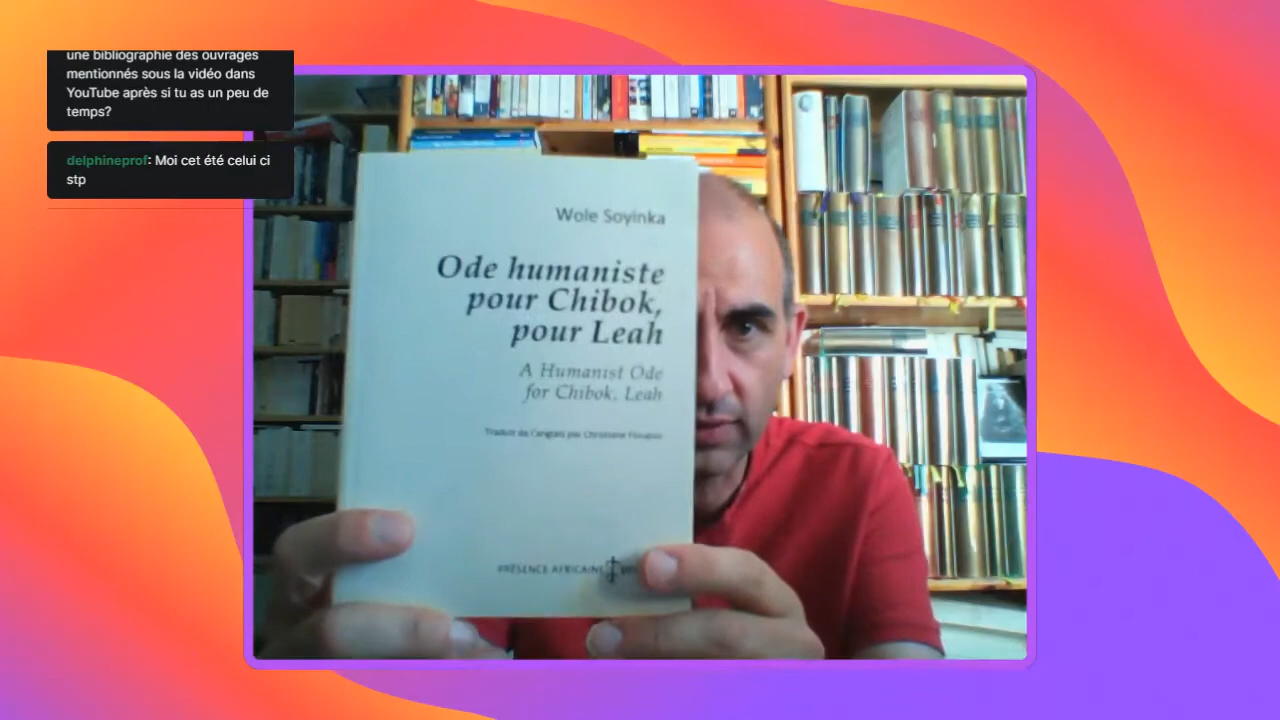 une bibliographie des ouvrages
mentionnés sous la vidéo dans
YouTube après si tu as un peu de
temps?
delphineprof: Moi cet été celui ci
stp
Wole Soyinka
Ode humaniste
pour Chibok,
pour Leah
A Humanist Ode
for Chibok, Leah
Traduit de l'anglais par Christiane Fioupou
PRÉSENCE AFRICAINE